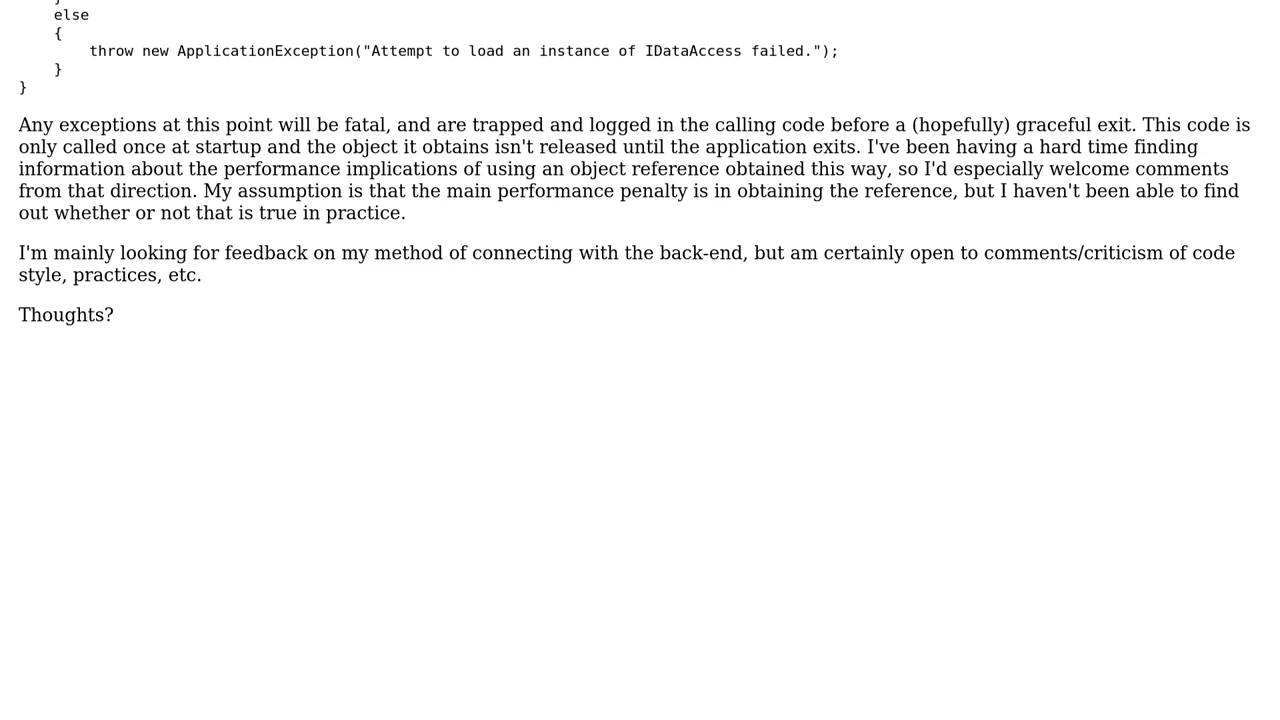 else
{
throw new ApplicationException("Attempt to load an instance of IDataAccess failed.");
}
}
Any exceptions at this point will be fatal, and are trapped and logged in the calling code before a (hopefully) graceful exit. This code is
only called once at startup and the object it obtains isn't released until the application exits. I've been having a hard time finding
information about the performance implications of using an object reference obtained this way, so I'd especially welcome comments
from that direction. My assumption is that the main performance penalty is in obtaining the reference, but I haven't been able to find
out whether or not that is true in practice.
I'm mainly looking for feedback on my method of connecting with the back-end, but am certainly open to comments/criticism of code
style, practices, etc.
Thoughts?